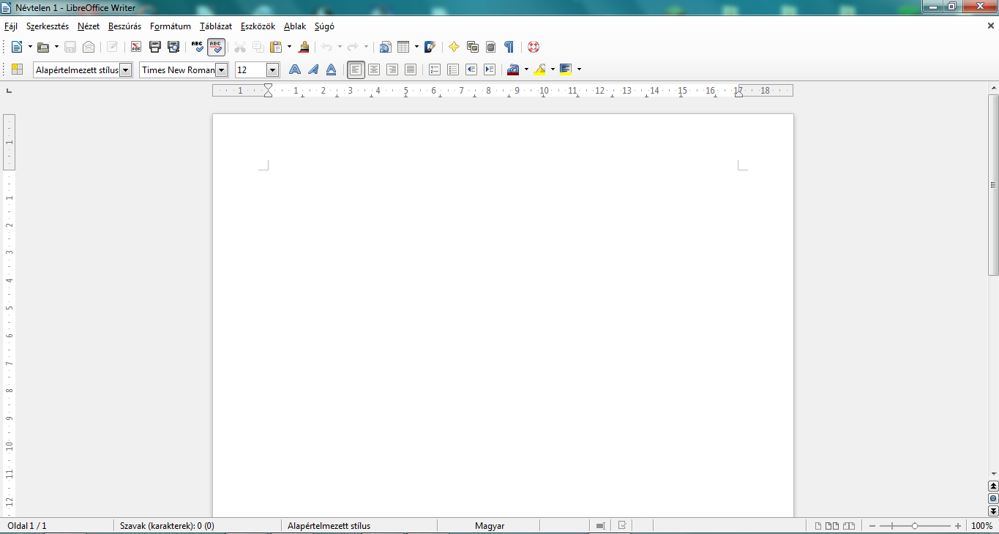 Névtelen 1 - LibreOffice Writer
Fájl Szerkesztés Nézet Beszúrás Formátum Táblázat Eszközök Ablak Súgó
PDF ABC ABC
Alapértelmezett stílus Times New Roman 12
1 1 2 3 4 5 6 7 8 9 10 11 12 13 14 15 16 17 18
1
1
2
3
4
5
6
7
8
9
10
11
12
Oldal 1 / 1 Szavak (karakterek): 0 (0) Alapértelmezett stílus Magyar 100%